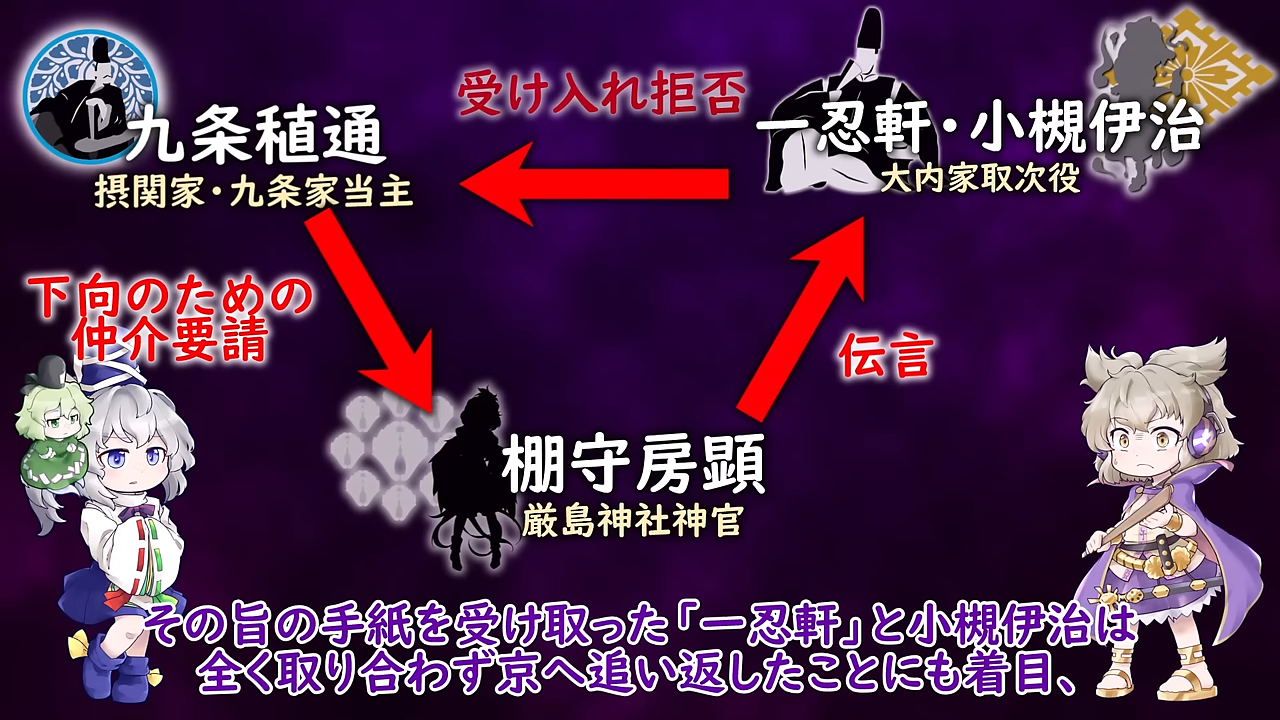 九条稙通
摂関家・九条家当主
受け入れ拒否
一忍軒・小槻伊治
大内家取次役
下向のための
仲介要請
伝言
棚守房顕
厳島神社神官
その旨の手紙を受け取った「一忍軒」と小槻伊治は
全く取り合わず京へ追い返したことにも着目、